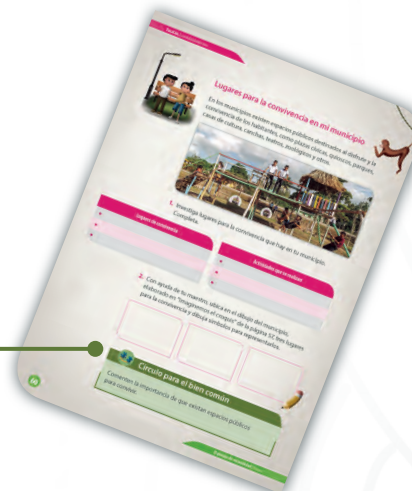 Lugares para la convivencia en mi municipio
En los municipios existen espacios públicos destinados al disfrute y la
convivencia de los habitantes, como plazas cívicas, quioscos, parques,
casas de cultura, canchas, teatros, zoológicos y otros.
1. Investiga lugares para la convivencia que hay en tu municipio.
Completa.
Lugares de convivencia
Actividades que se realizan
2. Con ayuda de tu maestro, ubica en el dibujo del municipio,
elaborado en "Imaginemos el croquis" de la página 57, tres lugares
para la convivencia y dibuja símbolos para representarlos.
Círculo para el bien común
Comenten la importancia de que existan espacios públicos
para convivir.